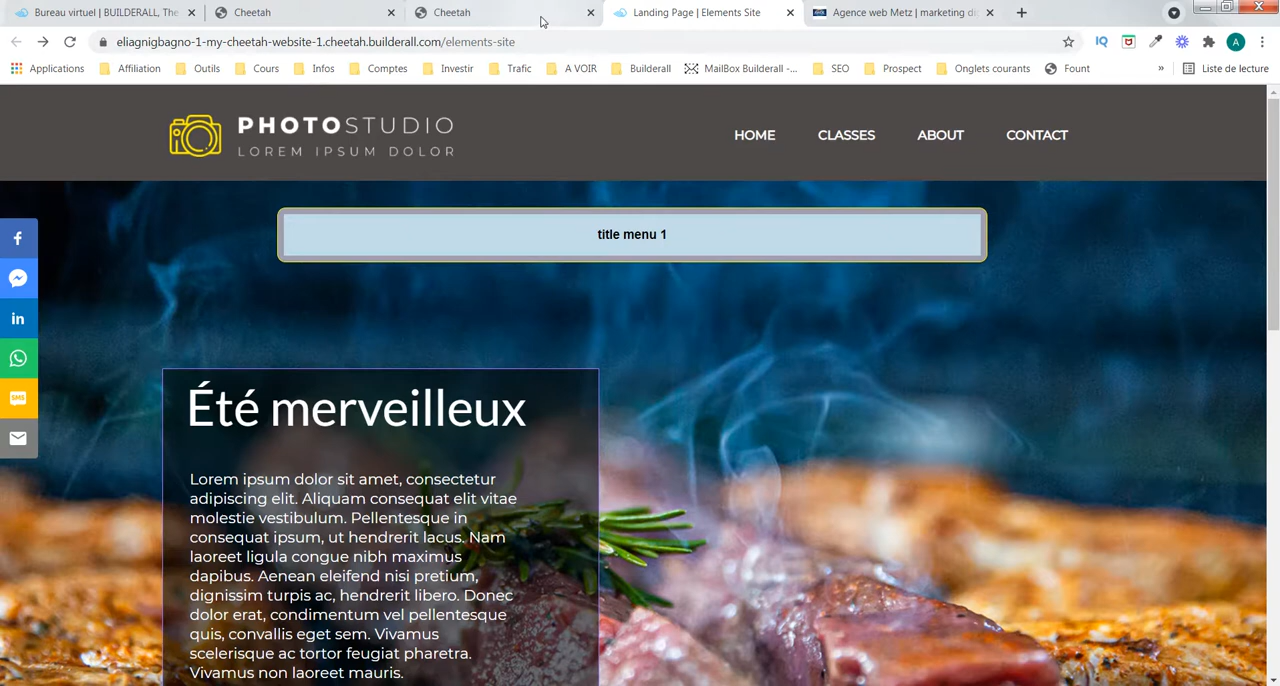 Bureau virtuel | BUILDERALL, The
Cheetah
Cheetah
Landing Page | Elements Site
Agence web Metz | marketing di
eliagnigbagno-1-my-cheetah-website-1.cheetah.builderall.com/elements-site
IQ
A
Applications
Affiliation
Outils
Cours
Infos
Comptes
Investir
Trafic
A VOIR
Builderall
MailBox Builderall -...
SEO
Prospect
Onglets courants
Fount
»
Liste de lecture
PHOTOSTUDIO
LOREM IPSUM DOLOR
HOME
CLASSES
ABOUT
CONTACT
title menu 1
f
in
SMS
Été merveilleux
Lorem ipsum dolor sit amet, consectetur
adipiscing elit. Aliquam consequat elit vitae
molestie vestibulum. Pellentesque in
consequat ipsum, ut hendrerit lacus. Nam
laoreet ligula congue nibh maximus
dapibus. Aenean eleifend nisi pretium,
dignissim turpis ac, hendrerit libero. Donec
dolor erat, condimentum vel pellentesque
quis, convallis eget sem. Vivamus
scelerisque ac tortor feugiat pharetra.
Vivamus non laoreet mauris.